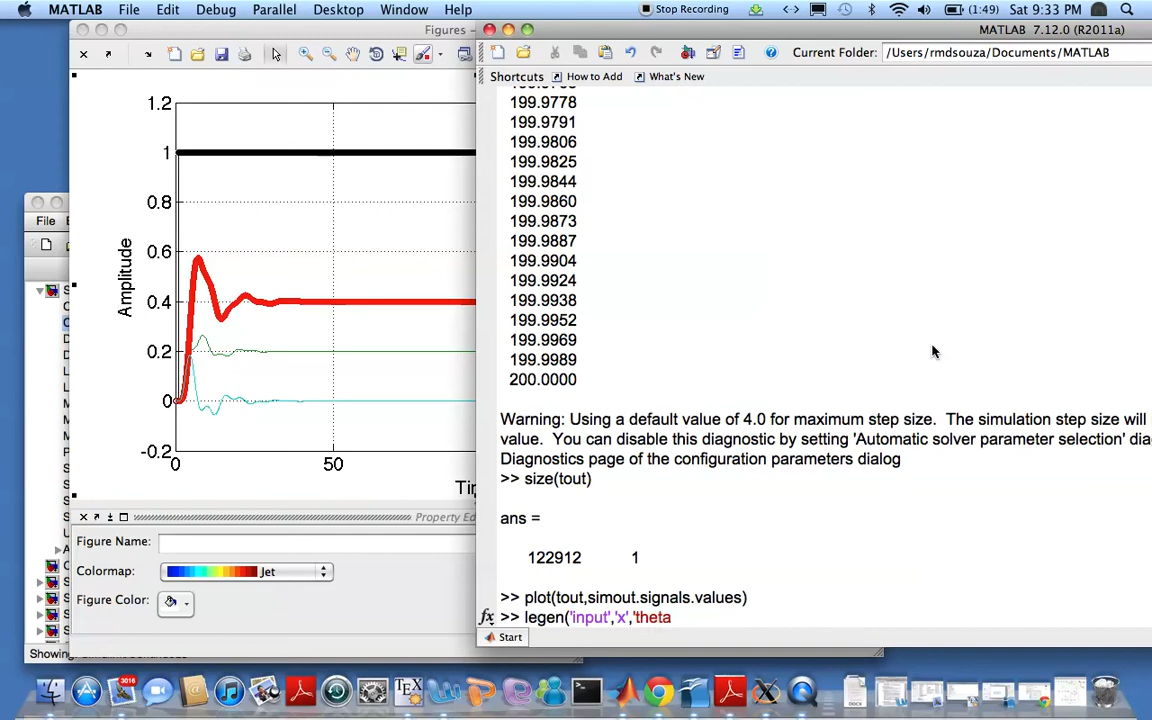 MATLAB File Edit Debug Parallel Desktop Window Help Stop Recording (1:49) Sat 9:33 PM
Figures –
MATLAB 7.12.0 (R2011a)
Current Folder: /Users/rmdsouza/Documents/MATLAB
Shortcuts How to Add What's New
199.9778
199.9791
199.9806
199.9825
199.9844
199.9860
199.9873
199.9887
199.9904
199.9924
199.9938
199.9952
199.9969
199.9989
200.0000
Warning: Using a default value of 4.0 for maximum step size. The simulation step size will
value. You can disable this diagnostic by setting 'Automatic solver parameter selection' dia
Diagnostics page of the configuration parameters dialog
>> size(tout)
ans =
122912 1
>> plot(tout,simout.signals.values)
fx >> legen('input','x','theta
Start
1.2
1
0.8
0.6
0.4
0.2
0
-0.2
0 50
Amplitude
Tir
Property Ed
Figure Name:
Colormap: Jet
Figure Color:
File
Showing:
3016